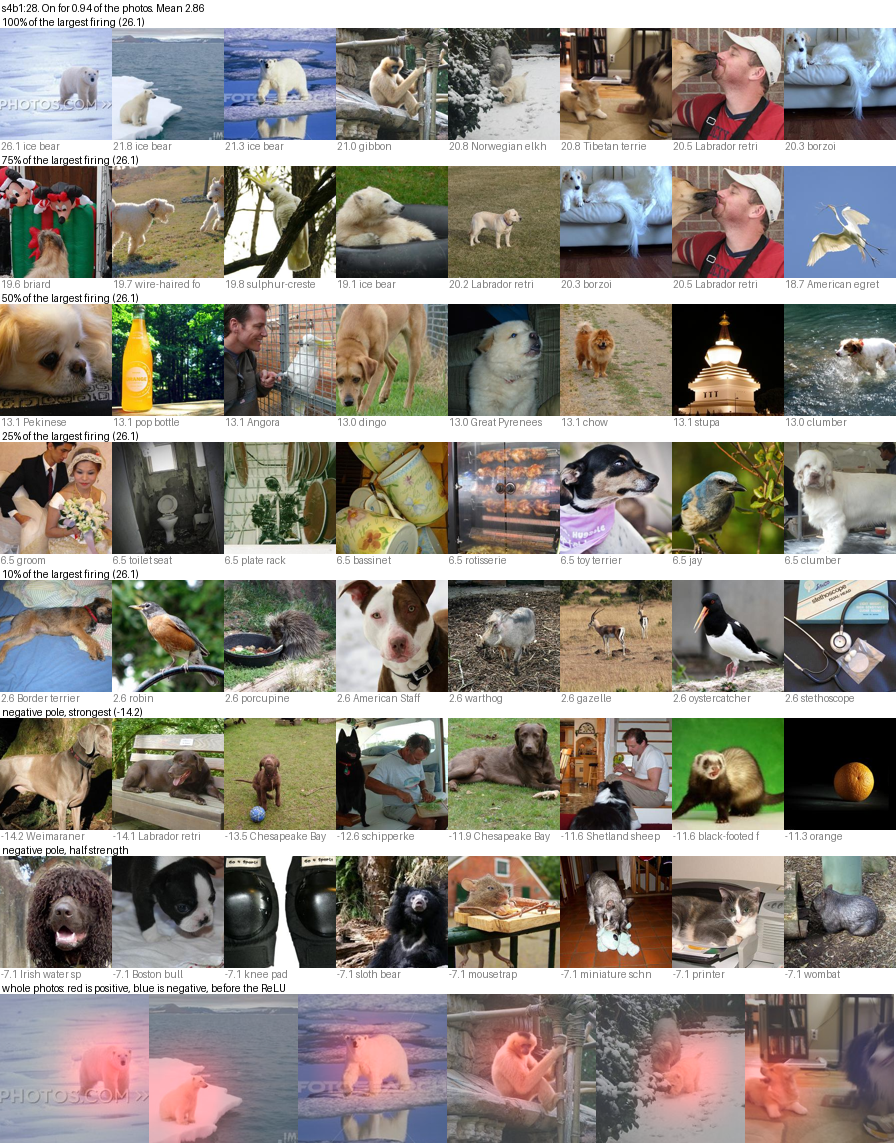 s4b1:28. On for 0.94 of the photos. Mean 2.86
100% of the largest firing (26.1)
PHOTOS.COM »
26.1 ice bear
21.8 ice bear
21.3 ice bear
21.0 gibbon
20.8 Norwegian elkh
20.8 Tibetan terrie
20.5 Labrador retri
20.3 borzoi
75% of the largest firing (26.1)
19.6 briard
19.7 wire-haired fo
19.8 sulphur-creste
19.1 ice bear
20.2 Labrador retri
20.3 borzoi
20.5 Labrador retri
18.7 American egret
50% of the largest firing (26.1)
13.1 Pekinese
13.1 pop bottle
13.1 Angora
13.0 dingo
13.0 Great Pyrenees
13.1 chow
13.1 stupa
13.0 clumber
25% of the largest firing (26.1)
6.5 groom
6.5 toilet seat
6.5 plate rack
6.5 bassinet
6.5 rotisserie
6.5 toy terrier
6.5 jay
6.5 clumber
10% of the largest firing (26.1)
stethoscope
2.6 Border terrier
2.6 robin
2.6 porcupine
2.6 American Staff
2.6 warthog
2.6 gazelle
2.6 oystercatcher
2.6 stethoscope
negative pole, strongest (-14.2)
-14.2 Weimaraner
-14.1 Labrador retri
-13.5 Chesapeake Bay
-12.6 schipperke
-11.9 Chesapeake Bay
-11.6 Shetland sheep
-11.6 black-footed f
-11.3 orange
negative pole, half strength
-7.1 Irish water sp
-7.1 Boston bull
-7.1 knee pad
-7.1 sloth bear
-7.1 mousetrap
-7.1 miniature schn
-7.1 printer
-7.1 wombat
whole photos: red is positive, blue is negative, before the ReLU
PHOTOS.COM »